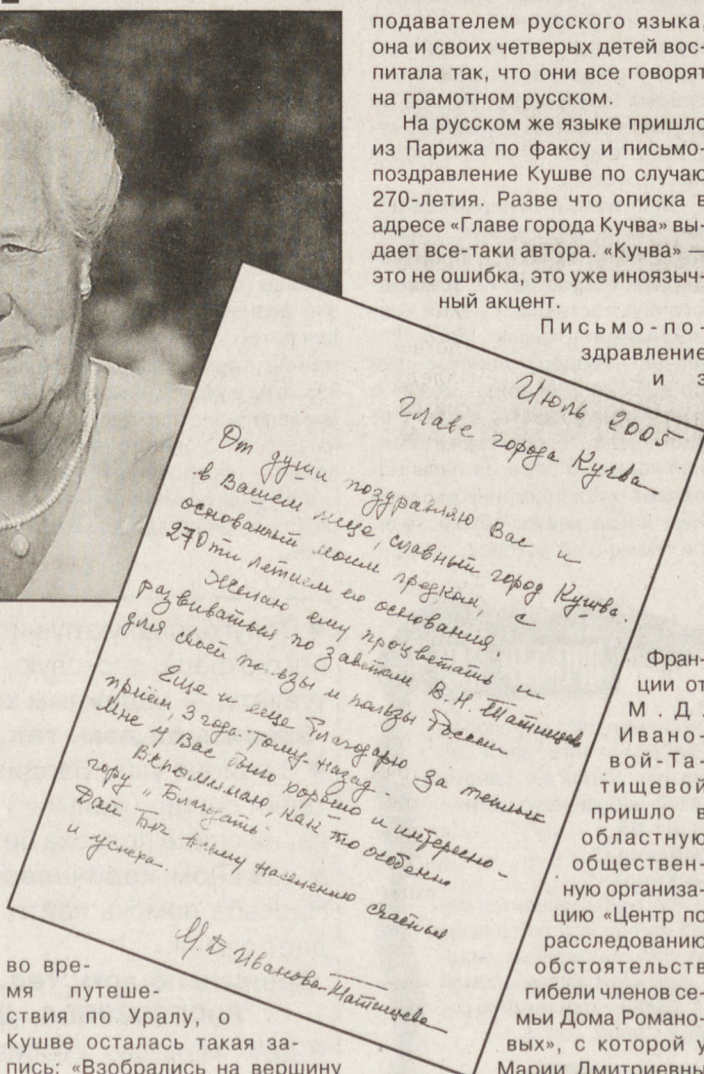 подавателем русского языка,
она и своих четверых детей вос-
питала так, что они все говорят
на грамотном русском.
На русском же языке пришло
из Парижа по факсу и письмо-
поздравление Кушве по случаю
270-летия. Разве что описка в
адресе «Главе города Кучва» вы-
дает все-таки автора. «Кучва» —
это не ошибка, это уже иноязыч-
ный акцент.
Письмо-по-
здравление
и з
Фран-
ции от
М.Д.
Ивано-
вой-Та-
тищевой
пришло в
областную
обществен-
ную организа-
цию «Центр по
расследованию
обстоятельств
гибели членов се-
мьи Дома Романо-
вых», с которой у
Марии Дмитриевны
Июль 2005
Главе города Кучва
От души поздравляю Вас и
в Вашем лице, славный город Кучва.
основанный моим предком, с
270ти летием его основания.
Желаю ему процветать и
развиваться по заветам В.Н. Татищева
для своей пользы и пользы России
Еще и еще благодарю за теплый
приём, 3 года тому назад.
Мне у Вас было хорошо и интересно.
Вспоминаю, как то особенно
гору „Благодать"
Дай Бог всему населению счастья
и успеха
М.Д Иванова-Татищева
во вре-
мя путеше-
ствия по Уралу, о
Кушве осталась такая за-
пись: «Взобрались на вершину